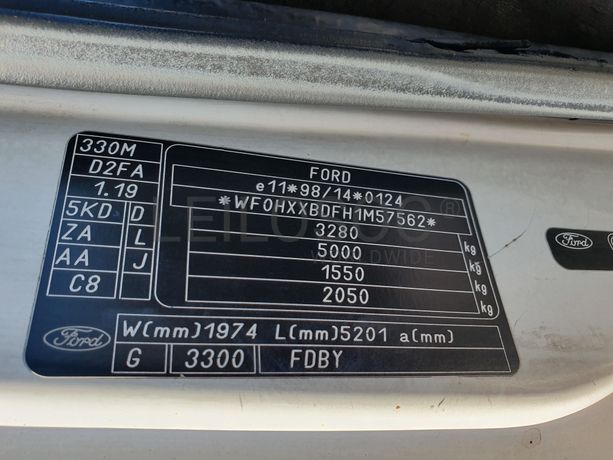 330M
D2FA
1.19
5KD D
ZA L
AA J
C8
FORD
e11*98/14*0124
*WF0HXXBDFH1M57562*
3280 kg
5000 kg
1550 kg
2050 kg
Ford
W(mm)1974 L(mm)5201 a(mm)
G 3300 FDBY
Ford